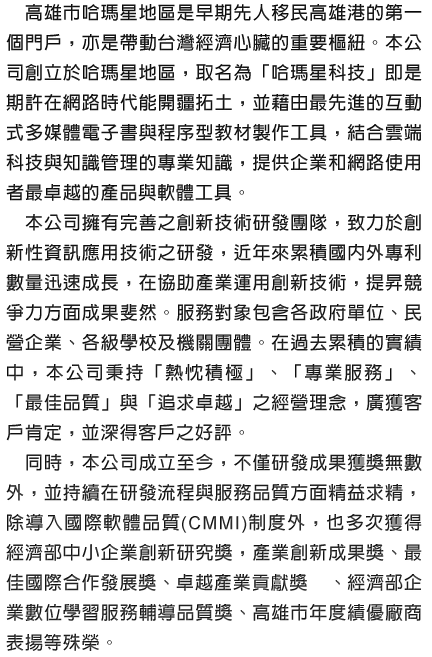 高雄市哈瑪星地區是早期先人移民高雄港的第一
個門戶，亦是帶動台灣經濟心臟的重要樞紐。本公
司創立於哈瑪星地區，取名為「哈瑪星科技」即是
期許在網路時代能開疆拓土，並藉由最先進的互動
式多媒體電子書與程序型教材製作工具，結合雲端
科技與知識管理的專業知識，提供企業和網路使用
者最卓越的產品與軟體工具。
本公司擁有完善之創新技術研發團隊，致力於創
新性資訊應用技術之研發，近年來累積國內外專利
數量迅速成長，在協助產業運用創新技術，提昇競
爭力方面成果斐然。服務對象包含各政府單位、民
營企業、各級學校及機關團體。在過去累積的實績
中，本公司秉持「熱忱積極」、「專業服務」、
「最佳品質」與「追求卓越」之經營理念，廣獲客
戶肯定，並深得客戶之好評。
同時，本公司成立至今，不僅研發成果獲獎無數
外，並持續在研發流程與服務品質方面精益求精，
除導入國際軟體品質(CMMI)制度外，也多次獲得
經濟部中小企業創新研究獎，產業創新成果獎、最
佳國際合作發展獎、卓越產業貢獻獎　、經濟部企
業數位學習服務輔導品質獎、高雄市年度績優廠商
表揚等殊榮。